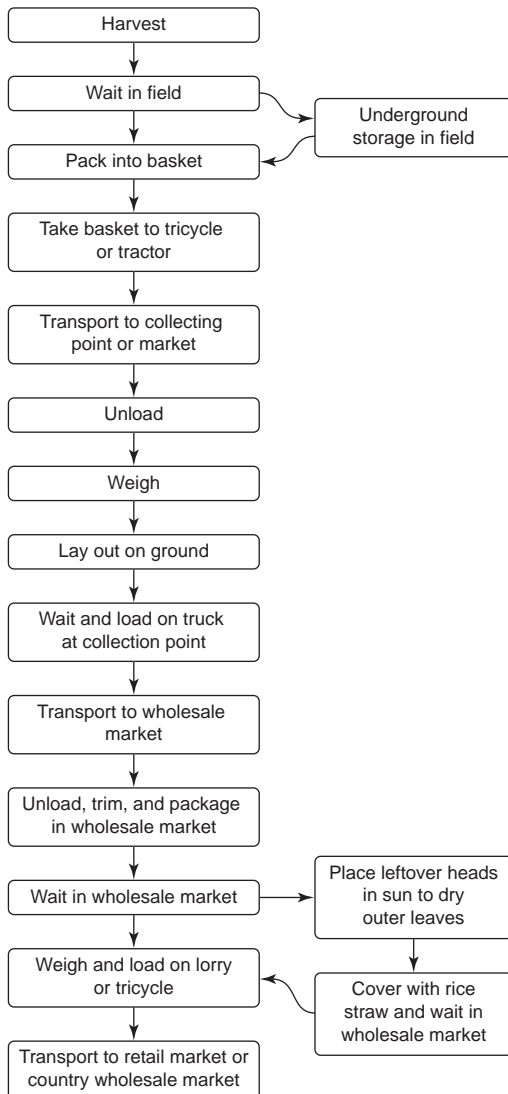 Harvest
Wait in field
Underground
storage in field
Pack into basket
Take basket to tricycle
or tractor
Transport to collecting
point or market
Unload
Weigh
Lay out on ground
Wait and load on truck
at collection point
Transport to wholesale
market
Unload, trim, and package
in wholesale market
Wait in wholesale market
Place leftover heads
in sun to dry
outer leaves
Cover with rice
straw and wait in
wholesale market
Weigh and load on lorry
or tricycle
Transport to retail market or
country wholesale market